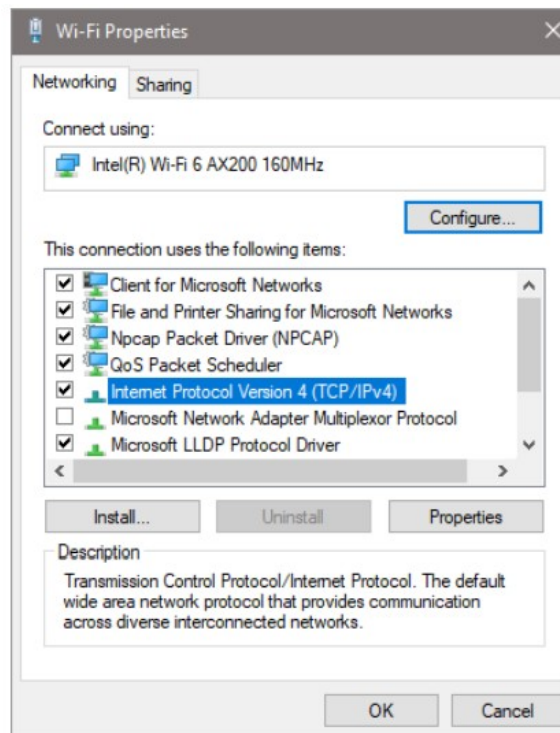 Wi-Fi Properties
Networking
Sharing
Connect using:
Intel(R) Wi-Fi 6 AX200 160MHz
Configure...
This connection uses the following items:
Client for Microsoft Networks
File and Printer Sharing for Microsoft Networks
Npcap Packet Driver (NPCAP)
QoS Packet Scheduler
Internet Protocol Version 4 (TCP/IPv4)
Microsoft Network Adapter Multiplexor Protocol
Microsoft LLDP Protocol Driver
Install...
Uninstall
Properties
Description
Transmission Control Protocol/Internet Protocol. The default
wide area network protocol that provides communication
across diverse interconnected networks.
OK
Cancel